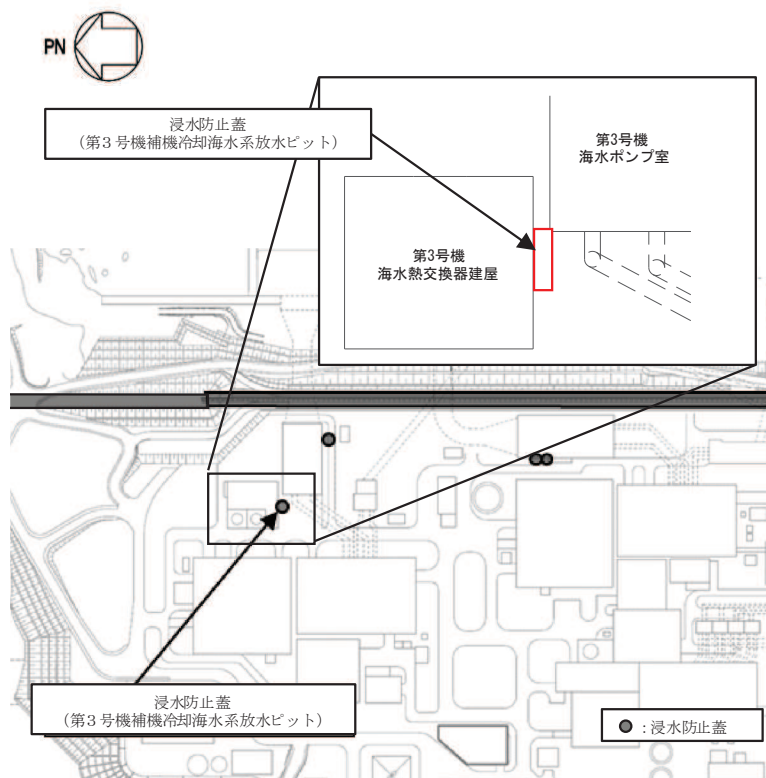 PN
浸水防止蓋
（第３号機補機冷却海水系放水ピット）
第3号機
海水ポンプ室
第3号機
海水熱交換器建屋
浸水防止蓋
（第３号機補機冷却海水系放水ピット）
：浸水防止蓋